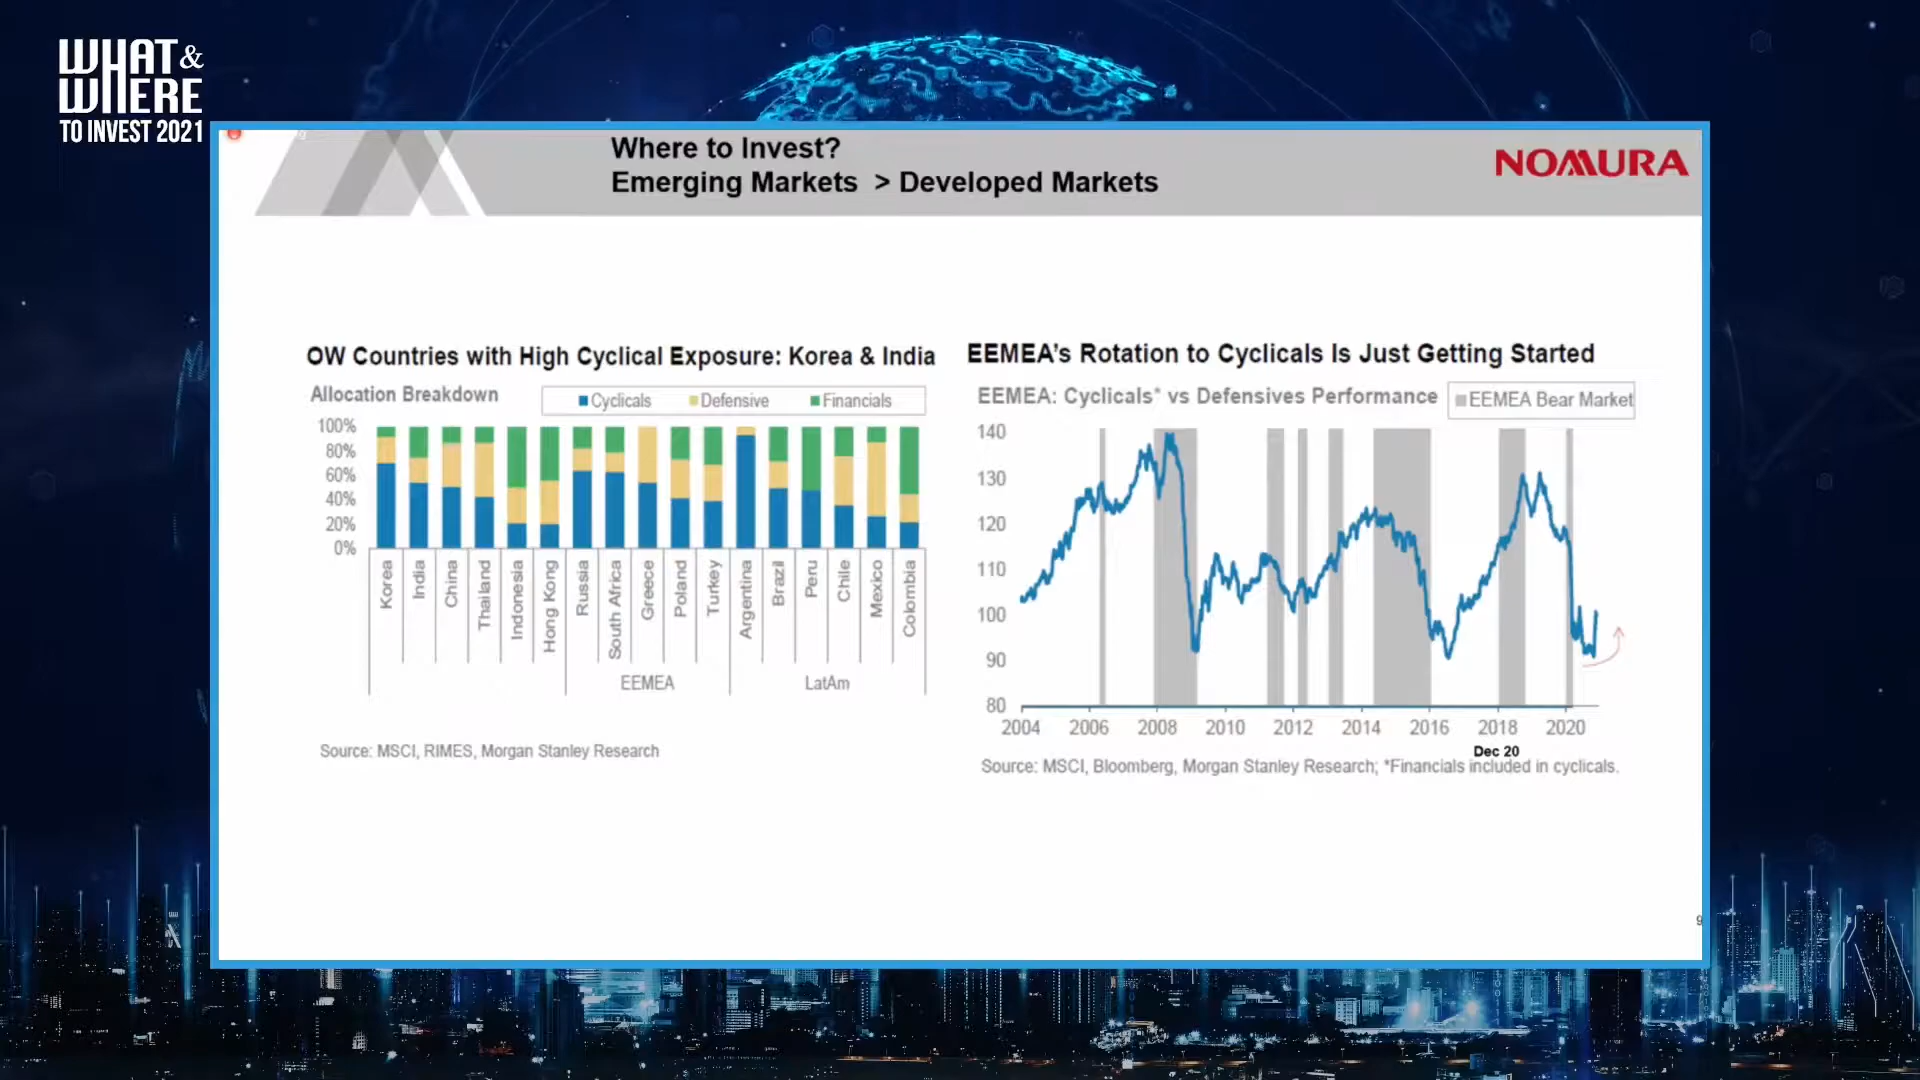 WHAT &
WHERE
TO INVEST 2021
Where to Invest?
Emerging Markets > Developed Markets
NOMURA
OW Countries with High Cyclical Exposure: Korea & India
Allocation Breakdown
Cyclicals Defensive Financials
100%
80%
60%
40%
20%
0%
Korea
India
China
Thailand
Indonesia
Hong Kong
Russia
South Africa
Greece
Poland
Turkey
Argentina
Brazil
Peru
Chile
Mexico
Colombia
EEMEA LatAm
Source: MSCI, RIMES, Morgan Stanley Research
EEMEA's Rotation to Cyclicals Is Just Getting Started
EEMEA: Cyclicals* vs Defensives Performance
EEMEA Bear Market
140
130
120
110
100
90
80
2004 2006 2008 2010 2012 2014 2016 2018 2020
Dec 20
Source: MSCI, Bloomberg, Morgan Stanley Research; *Financials included in cyclicals.
9